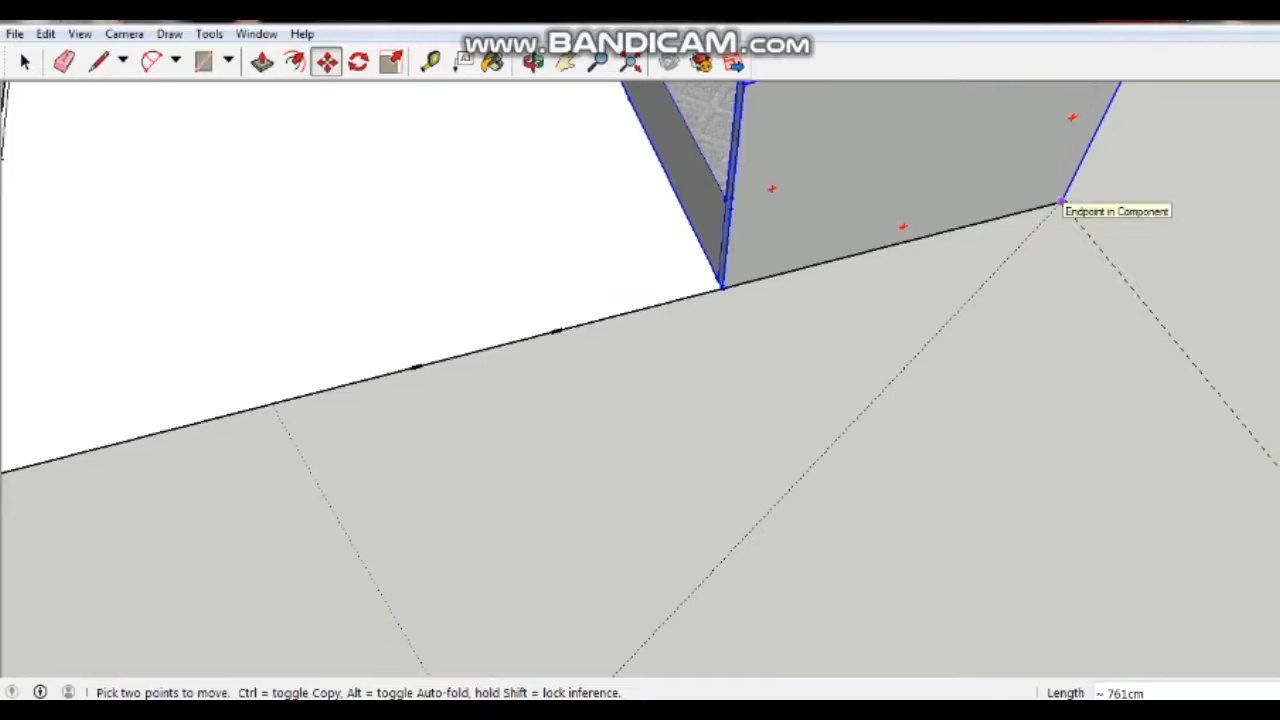 www.BANDICAM.com
File Edit View Camera Draw Tools Window Help
Endpoint in Component
Pick two points to move. Ctrl = toggle Copy, Alt = toggle Auto-fold, hold Shift = lock inference.
Length ~ 761cm